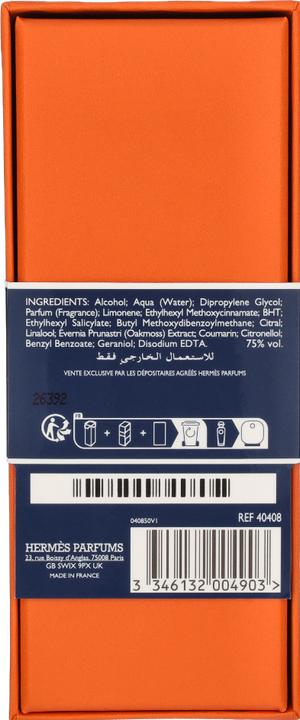 INGREDIENTS: Alcohol; Aqua (Water); Dipropylene Glycol;
Parfum (Fragrance); Limonene; Ethylhexyl Methoxycinnamate; BHT;
Ethylhexyl Salicylate; Butyl Methoxydibenzoylmethane; Citral;
Linalool; Evernia Prunastri (Oakmoss) Extract; Coumarin; Citronellol;
Benzyl Benzoate; Geraniol; Disodium EDTA. 75% vol.
للاستعمال الخارجي فقط
VENTE EXCLUSIVE PAR LES DÉPOSITAIRES AGRÉÉS HERMÈS PARFUMS
26392
FR
+ +
040850V1
REF 40408
HERMÈS PARFUMS
23, rue Boissy d'Anglas, 75008 Paris
GB SWIX 9PX UK
MADE IN FRANCE
3 346132 004903 >